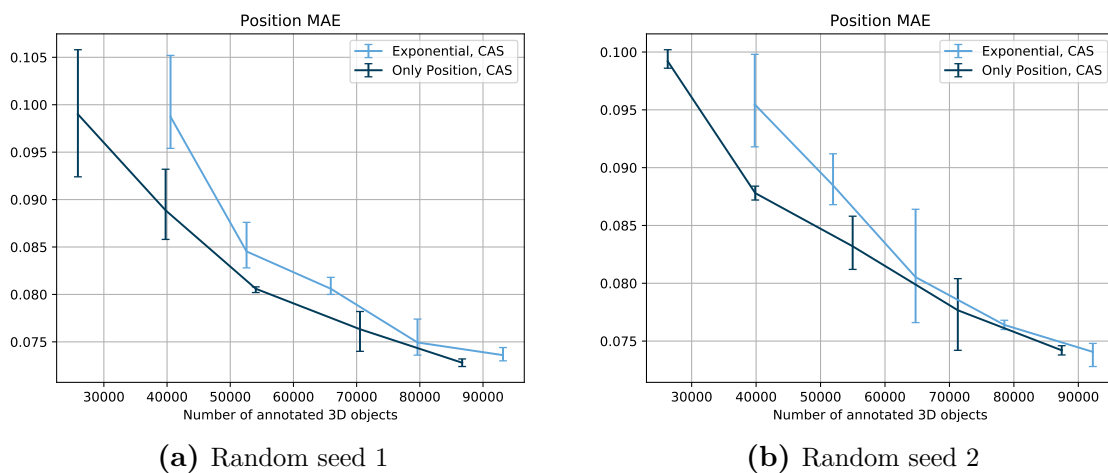 Position MAE
Exponential, CAS
Only Position, CAS
0.105
0.100
0.095
0.090
0.085
0.080
0.075
30000 40000 50000 60000 70000 80000 90000
Number of annotated 3D objects
(a) Random seed 1
Position MAE
Exponential, CAS
Only Position, CAS
0.100
0.095
0.090
0.085
0.080
0.075
30000 40000 50000 60000 70000 80000 90000
Number of annotated 3D objects
(b) Random seed 2